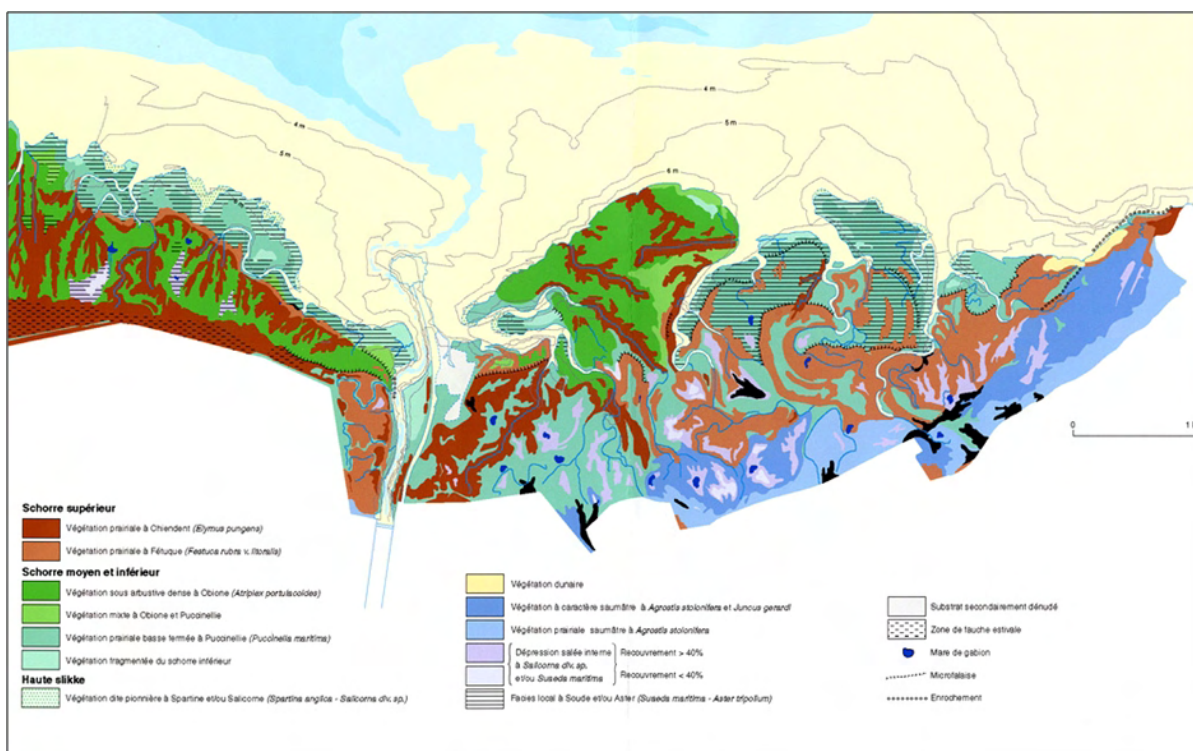 4 m
5 m
4 m
5 m
6 m
0
1
Schorre supérieur
Végétation prairiale à Chiendent (Elymus pungens)
Végétation prairiale à Fétuque (Festuca rubra v. litoralis)
Schorre moyen et inférieur
Végétation sous arbustive dense à Obione (Atriplex portulacoides)
Végétation mixte à Obione et Puccinellie
Végétation prairiale basse fermée à Puccinellie (Puccinellia maritima)
Végétation fragmentée du schorre inférieur
Haute slikke
Végétation dite pionnière à Spartine et/ou Salicorne (Spartina anglica - Salicornia div. sp.)
Végétation dunaire
Végétation à caractère saumâtre à Agrostis stolonifera et Juncus gerardi
Végétation prairiale saumâtre à Agrostis stolonifera
Dépression salée interne
à Salicornia div. sp.
et/ou Suaeda maritima
Recouvrement > 40%
Recouvrement < 40%
Faciès local à Soude et/ou Aster (Suaeda maritima - Aster tripolium)
Substrat secondairement dénudé
Zone de fauche estivale
Mare de gabion
Microfalaise
Enrochement